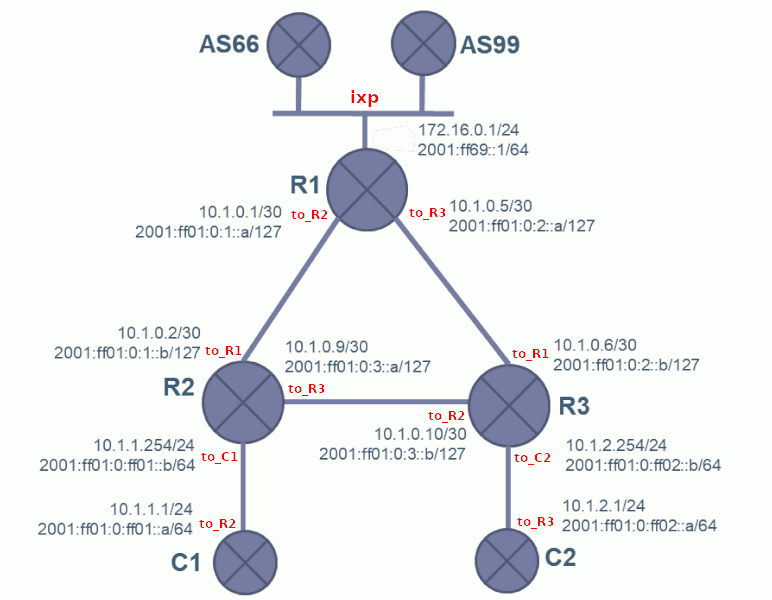 AS66
AS99
ixp
172.16.0.1/24
2001:ff69::1/64
R1
10.1.0.1/30
2001:ff01:0:1::a/127
to_R2
to_R3
10.1.0.5/30
2001:ff01:0:2::a/127
10.1.0.2/30
2001:ff01:0:1::b/127
to_R1
10.1.0.9/30
2001:ff01:0:3::a/127
to_R1
10.1.0.6/30
2001:ff01:0:2::b/127
R2
to_R3
R3
to_R2
10.1.0.10/30
2001:ff01:0:3::b/127
10.1.1.254/24
2001:ff01:0:ff01::b/64
to_C1
to_C2
10.1.2.254/24
2001:ff01:0:ff02::b/64
10.1.1.1/24
2001:ff01:0:ff01::a/64
to_R2
to_R3
10.1.2.1/24
2001:ff01:0:ff02::a/64
C1
C2